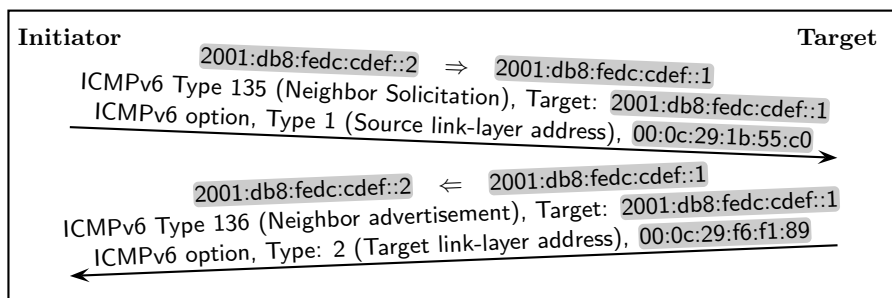 Initiator Target
2001:db8:fedc:cdef::2 ⇒ 2001:db8:fedc:cdef::1
ICMPv6 Type 135 (Neighbor Solicitation), Target: 2001:db8:fedc:cdef::1
ICMPv6 option, Type 1 (Source link-layer address), 00:0c:29:1b:55:c0
2001:db8:fedc:cdef::2 ⇐ 2001:db8:fedc:cdef::1
ICMPv6 Type 136 (Neighbor advertisement), Target: 2001:db8:fedc:cdef::1
ICMPv6 option, Type: 2 (Target link-layer address), 00:0c:29:f6:f1:89